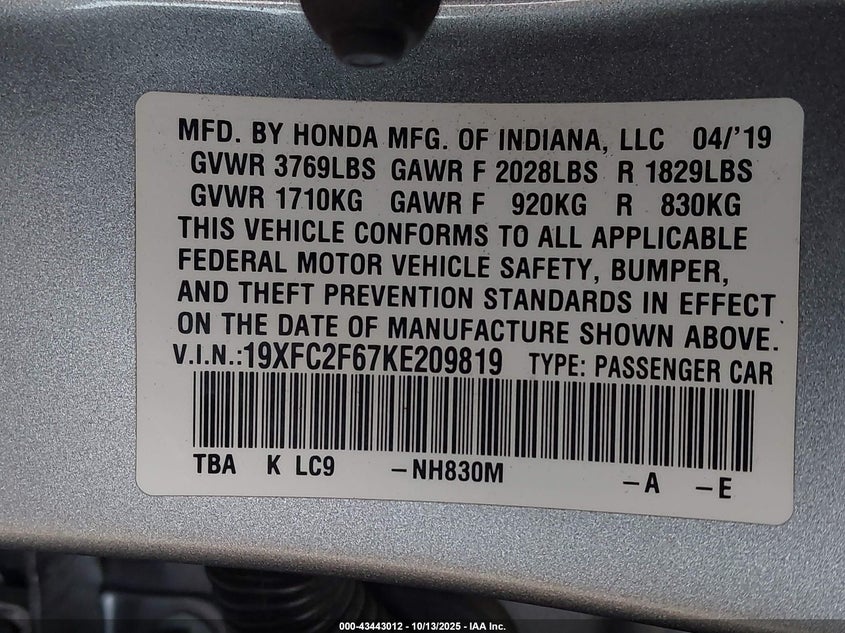 MFD. BY HONDA MFG. OF INDIANA, LLC 04/'19
GVWR 3769LBS GAWR F 2028LBS R 1829LBS
GVWR 1710KG GAWR F 920KG R 830KG
THIS VEHICLE CONFORMS TO ALL APPLICABLE
FEDERAL MOTOR VEHICLE SAFETY, BUMPER,
AND THEFT PREVENTION STANDARDS IN EFFECT
ON THE DATE OF MANUFACTURE SHOWN ABOVE.
V.I.N.:19XFC2F67KE209819 TYPE: PASSENGER CAR
TBA K LC9 –NH830M –A –E
000-43443012 - 10/13/2025 - IAA Inc.